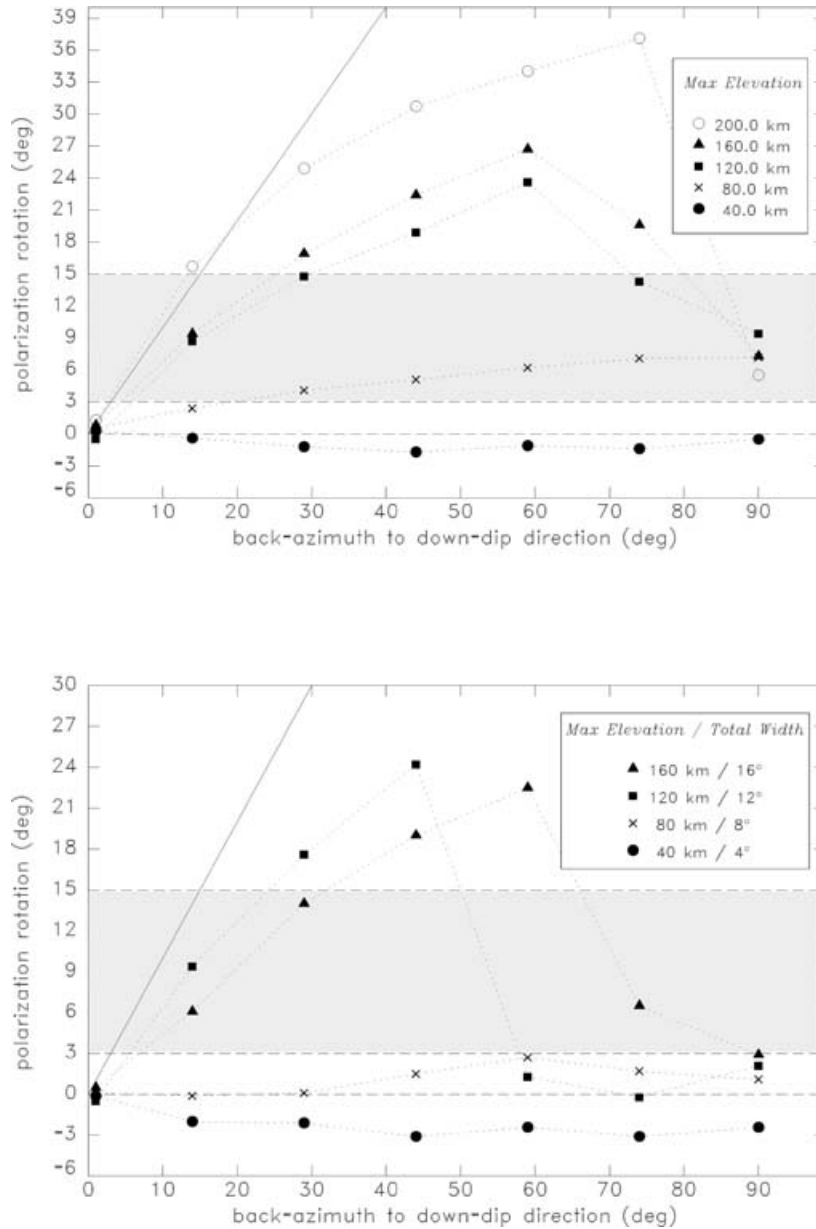 39
36
33
30
27
24
21
18
15
12
9
6
3
0
-3
-6
polarization rotation (deg)
Max Elevation
200.0 km
160.0 km
120.0 km
80.0 km
40.0 km
0 10 20 30 40 50 60 70 80 90
back-azimuth to down-dip direction (deg)
30
27
24
21
18
15
12
9
6
3
0
-3
-6
polarization rotation (deg)
Max Elevation / Total Width
160 km / 16°
120 km / 12°
80 km / 8°
40 km / 4°
0 10 20 30 40 50 60 70 80 90
back-azimuth to down-dip direction (deg)